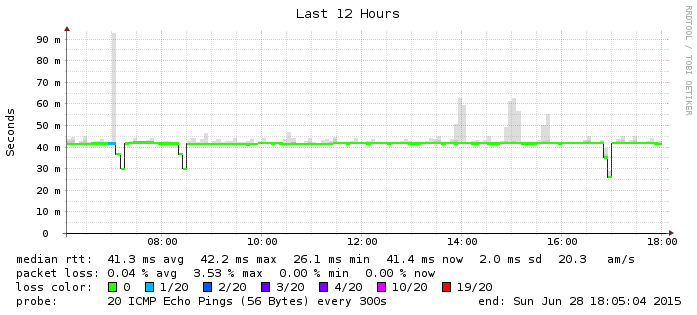 Last 12 Hours
RRDTOOL / TOBI OETIKER
Seconds
90 m
80 m
70 m
60 m
50 m
40 m
30 m
20 m
10 m
0
08:00 10:00 12:00 14:00 16:00 18:00
median rtt: 41.3 ms avg 42.2 ms max 26.1 ms min 41.4 ms now 2.0 ms sd 20.3 am/s
packet loss: 0.04 % avg 3.53 % max 0.00 % min 0.00 % now
loss color: 0 1/20 2/20 3/20 4/20 10/20 19/20
probe: 20 ICMP Echo Pings (56 Bytes) every 300s end: Sun Jun 28 18:05:04 2015